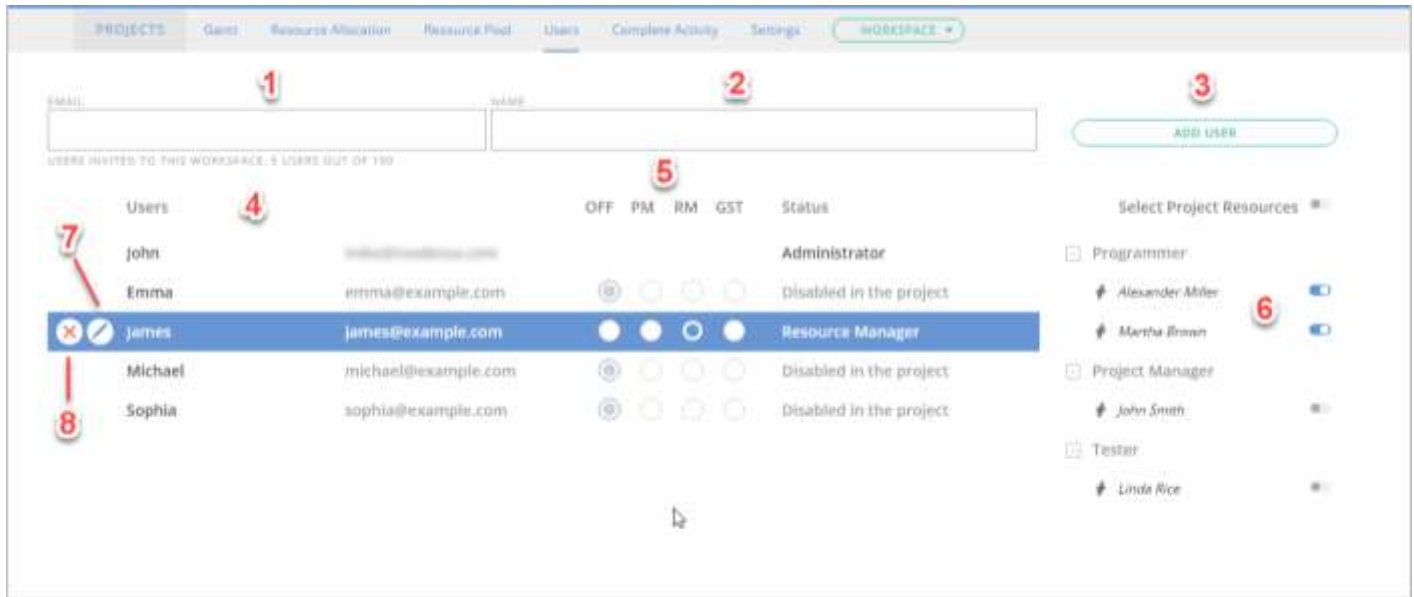 PROJECTS Gantt Resource Allocation Resource Pool Users Complete Activity Settings WORKSPACE
1 2 3
EMAIL NAME
ADD USER
USERS INVITED TO THIS WORKSPACE: 5 USERS OUT OF 100
4 5
Users OFF PM RM GST Status Select Project Resources
7
John Administrator Programmer
Emma emma@example.com Disabled in the project Alexander Miller
6
James james@example.com Resource Manager Martha Brown
Michael michael@example.com Disabled in the project Project Manager
Sophia sophia@example.com Disabled in the project John Smith
8
Tester
Linda Rice